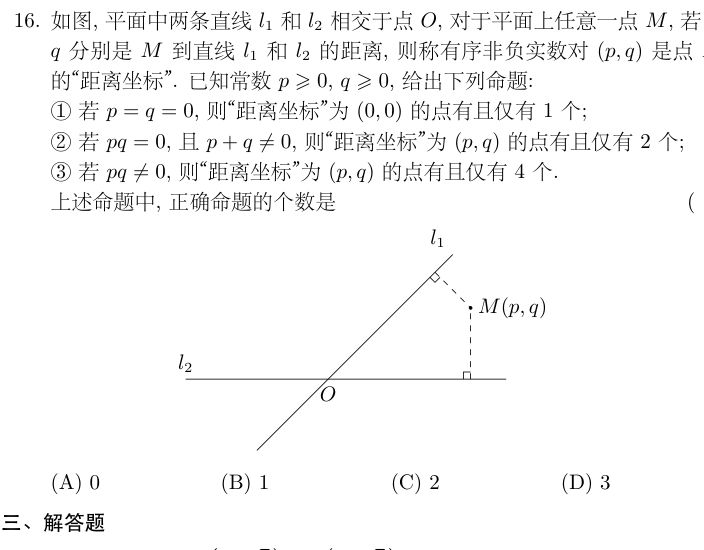 16. 如图, 平面中两条直线 l₁ 和 l₂ 相交于点 O, 对于平面上任意一点 M, 若
q 分别是 M 到直线 l₁ 和 l₂ 的距离, 则称有序非负实数对 (p, q) 是点
的“距离坐标”. 已知常数 p ⩾ 0, q ⩾ 0, 给出下列命题:
① 若 p = q = 0, 则“距离坐标”为 (0, 0) 的点有且仅有 1 个;
② 若 pq = 0, 且 p + q ≠ 0, 则“距离坐标”为 (p, q) 的点有且仅有 2 个;
③ 若 pq ≠ 0, 则“距离坐标”为 (p, q) 的点有且仅有 4 个.
上述命题中, 正确命题的个数是 (
l₁
M(p, q)
l₂
O
(A) 0 (B) 1 (C) 2 (D) 3
三、解答题